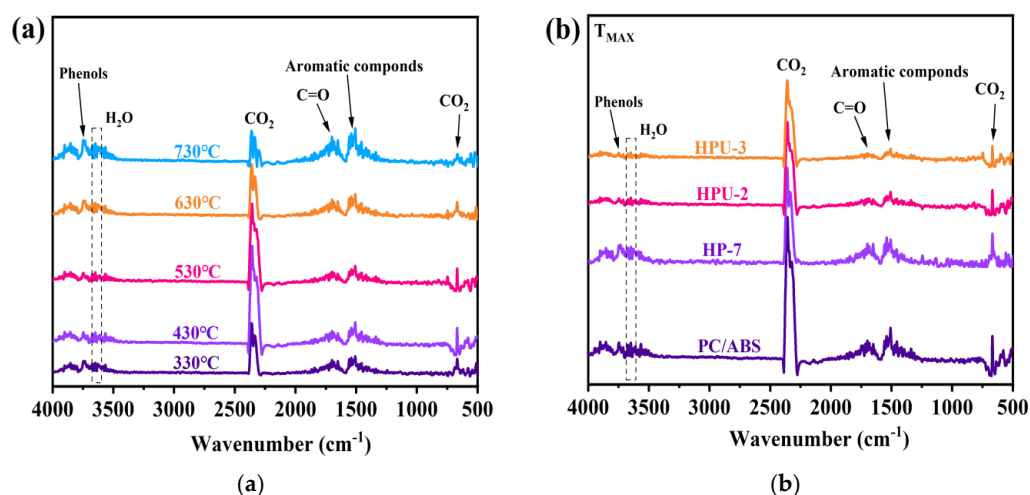 (a)
Phenols
H2O
CO2
C=O
Aromatic componds
CO2
730°C
630°C
530°C
430°C
330°C
4000 3500 3000 2500 2000 1500 1000 500
Wavenumber (cm-1)
(a)
(b)
TMAX
Phenols
H2O
CO2
C=O
Aromatic componds
CO2
HPU-3
HPU-2
HP-7
PC/ABS
4000 3500 3000 2500 2000 1500 1000 500
Wavenumber (cm-1)
(b)